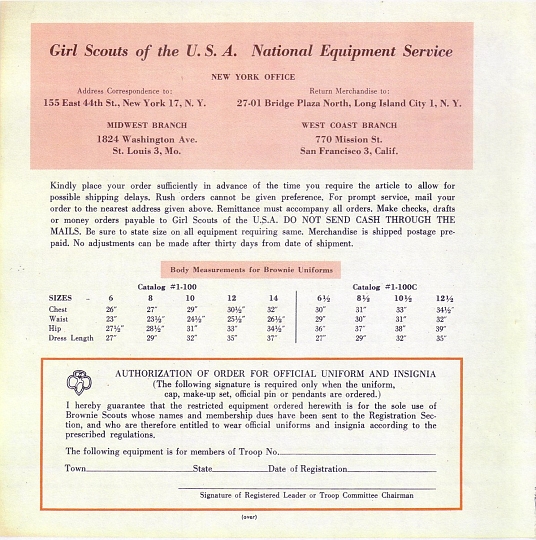 Girl Scouts of the U. S. A. National Equipment Service
NEW YORK OFFICE
Address Correspondence to: Return Merchandise to:
155 East 44th St., New York 17, N. Y. 27-01 Bridge Plaza North, Long Island City 1, N. Y.
MIDWEST BRANCH WEST COAST BRANCH
1824 Washington Ave. 770 Mission St.
St. Louis 3, Mo. San Francisco 3, Calif.
Kindly place your order sufficiently in advance of the time you require the article to allow for
possible shipping delays. Rush orders cannot be given preference. For prompt service, mail your
order to the nearest address given above. Remittance must accompany all orders. Make checks, drafts
or money orders payable to Girl Scouts of the U.S.A. DO NOT SEND CASH THROUGH THE
MAILS. Be sure to state size on all equipment requiring same. Merchandise is shipped postage pre-
paid. No adjustments can be made after thirty days from date of shipment.
Body Measurements for Brownie Uniforms
Catalog #1-100 Catalog #1-100C
SIZES – 6 8 10 12 14 6½ 8½ 10½ 12½
Chest 26" 27" 29" 30½" 32" 30" 31" 33" 34½"
Waist 23" 23½" 24½" 25½" 26½" 29" 30" 31" 32"
Hip 27½" 28½" 31" 33" 34½" 36" 37" 38" 39"
Dress Length 27" 29" 32" 35" 37" 27" 29" 32" 35"
AUTHORIZATION OF ORDER FOR OFFICIAL UNIFORM AND INSIGNIA
(The following signature is required only when the uniform,
cap, make-up set, official pin or pendants are ordered.)
I hereby guarantee that the restricted equipment ordered herewith is for the sole use of
Brownie Scouts whose names and membership dues have been sent to the Registration Sec-
tion, and who are therefore entitled to wear official uniforms and insignia according to the
prescribed regulations.
The following equipment is for members of Troop No.
Town State Date of Registration
Signature of Registered Leader or Troop Committee Chairman
(over)